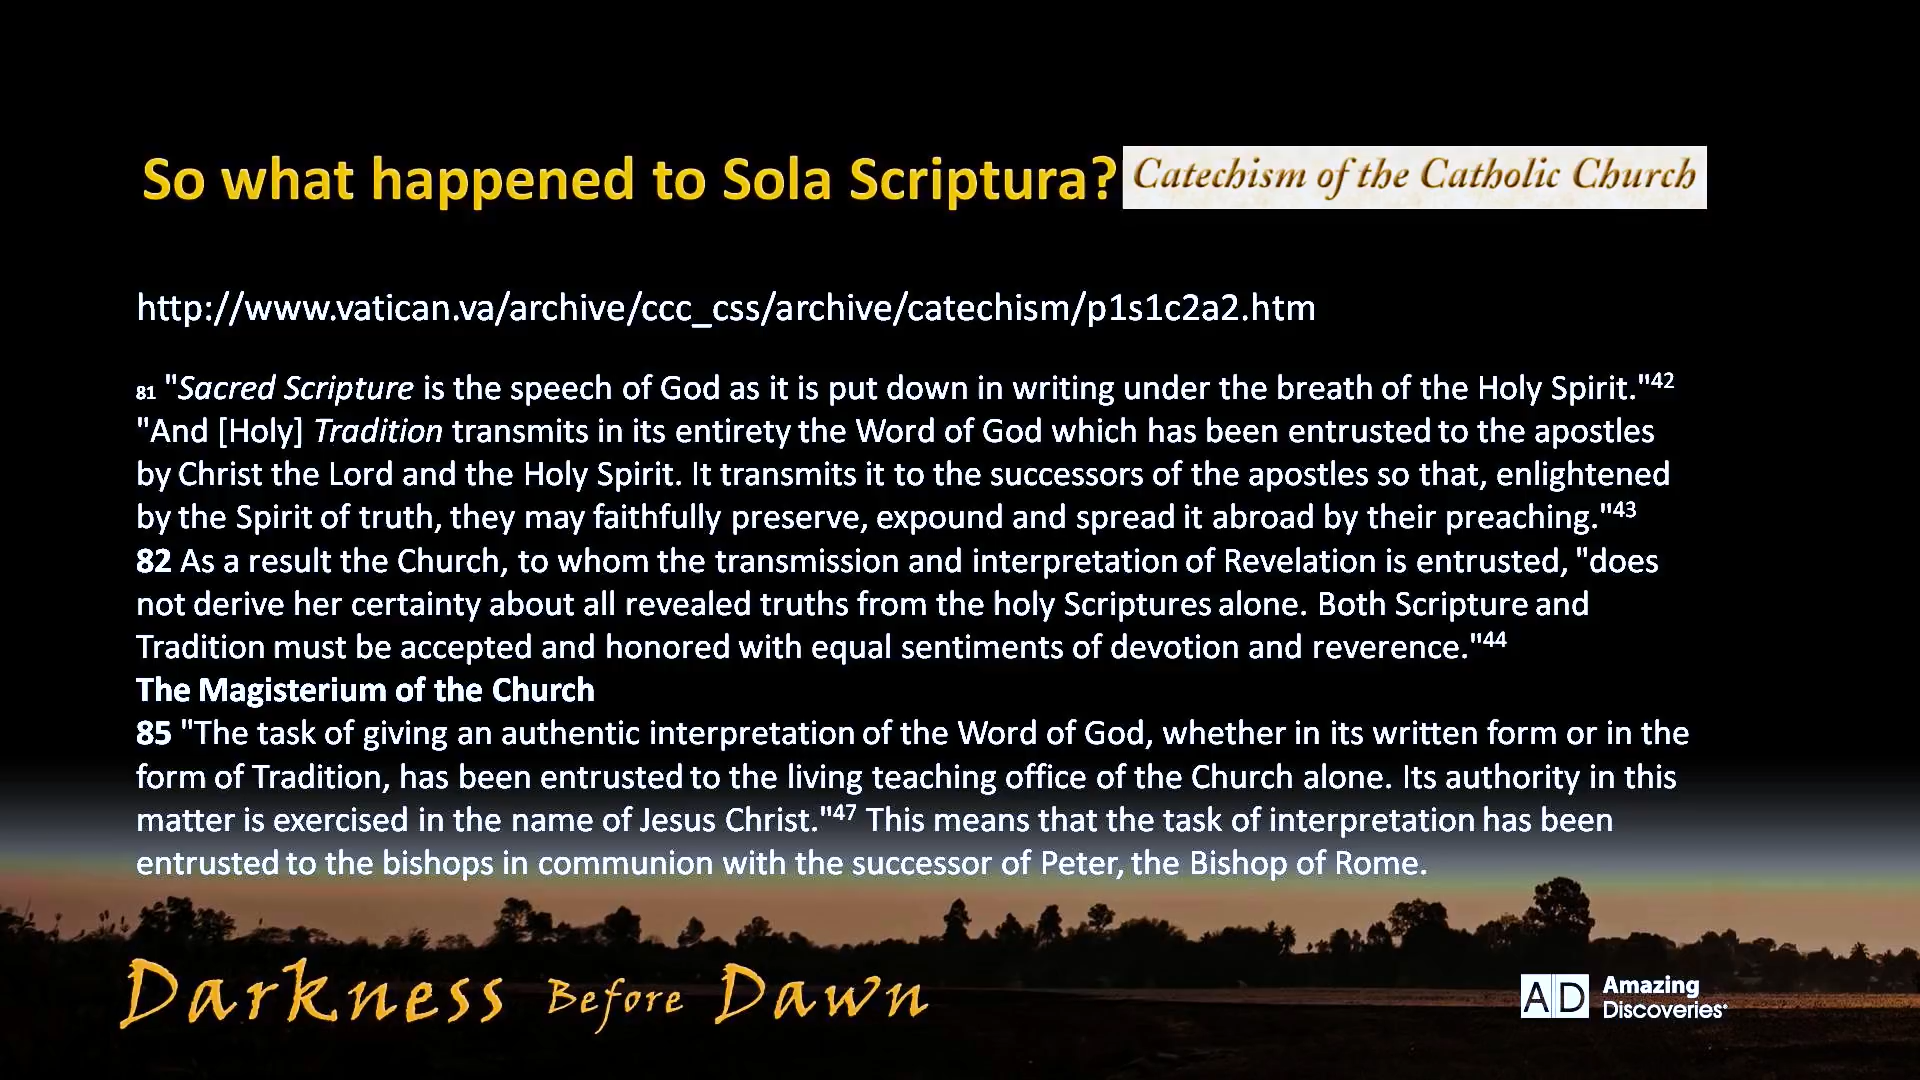 So what happened to Sola Scriptura? Catechism of the Catholic Church
http://www.vatican.va/archive/ccc_css/archive/catechism/p1s1c2a2.htm
81 "Sacred Scripture is the speech of God as it is put down in writing under the breath of the Holy Spirit."42
"And [Holy] Tradition transmits in its entirety the Word of God which has been entrusted to the apostles
by Christ the Lord and the Holy Spirit. It transmits it to the successors of the apostles so that, enlightened
by the Spirit of truth, they may faithfully preserve, expound and spread it abroad by their preaching."43
82 As a result the Church, to whom the transmission and interpretation of Revelation is entrusted, "does
not derive her certainty about all revealed truths from the holy Scriptures alone. Both Scripture and
Tradition must be accepted and honored with equal sentiments of devotion and reverence."44
The Magisterium of the Church
85 "The task of giving an authentic interpretation of the Word of God, whether in its written form or in the
form of Tradition, has been entrusted to the living teaching office of the Church alone. Its authority in this
matter is exercised in the name of Jesus Christ."47 This means that the task of interpretation has been
entrusted to the bishops in communion with the successor of Peter, the Bishop of Rome.
Darkness Before Dawn
AD Amazing
Discoveries